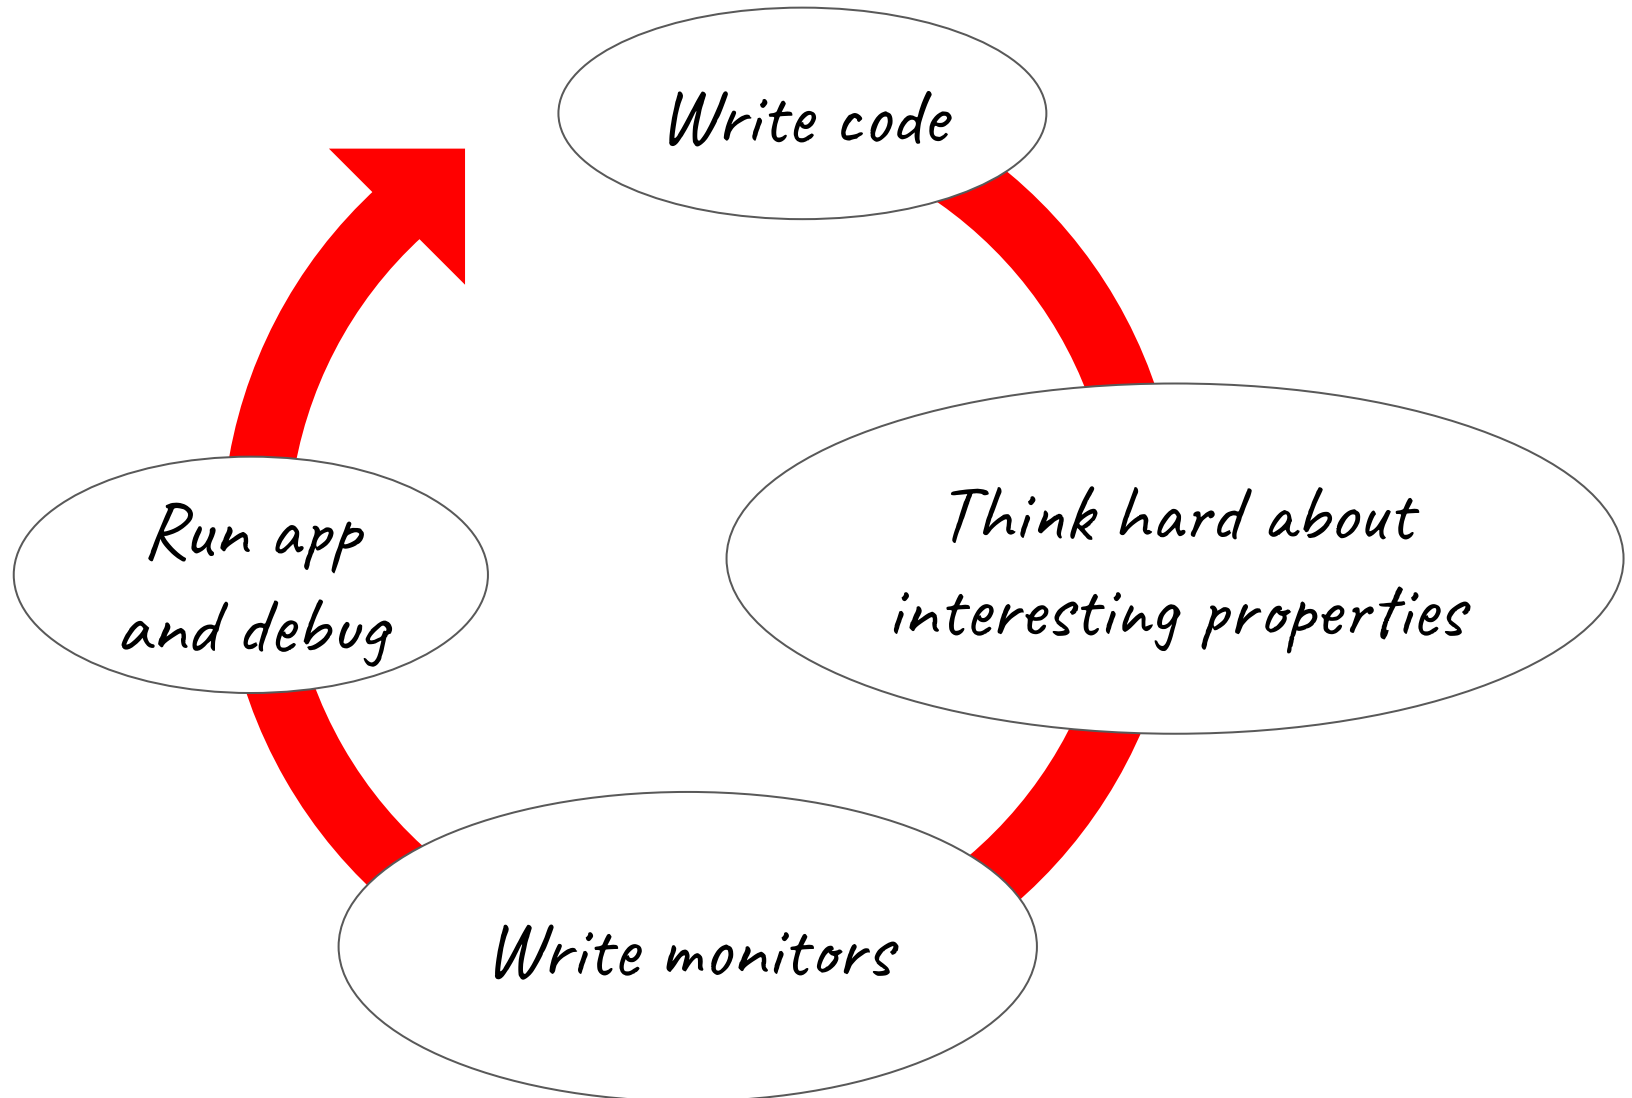 Write code
Think hard about
interesting properties
Run app
and debug
Write monitors